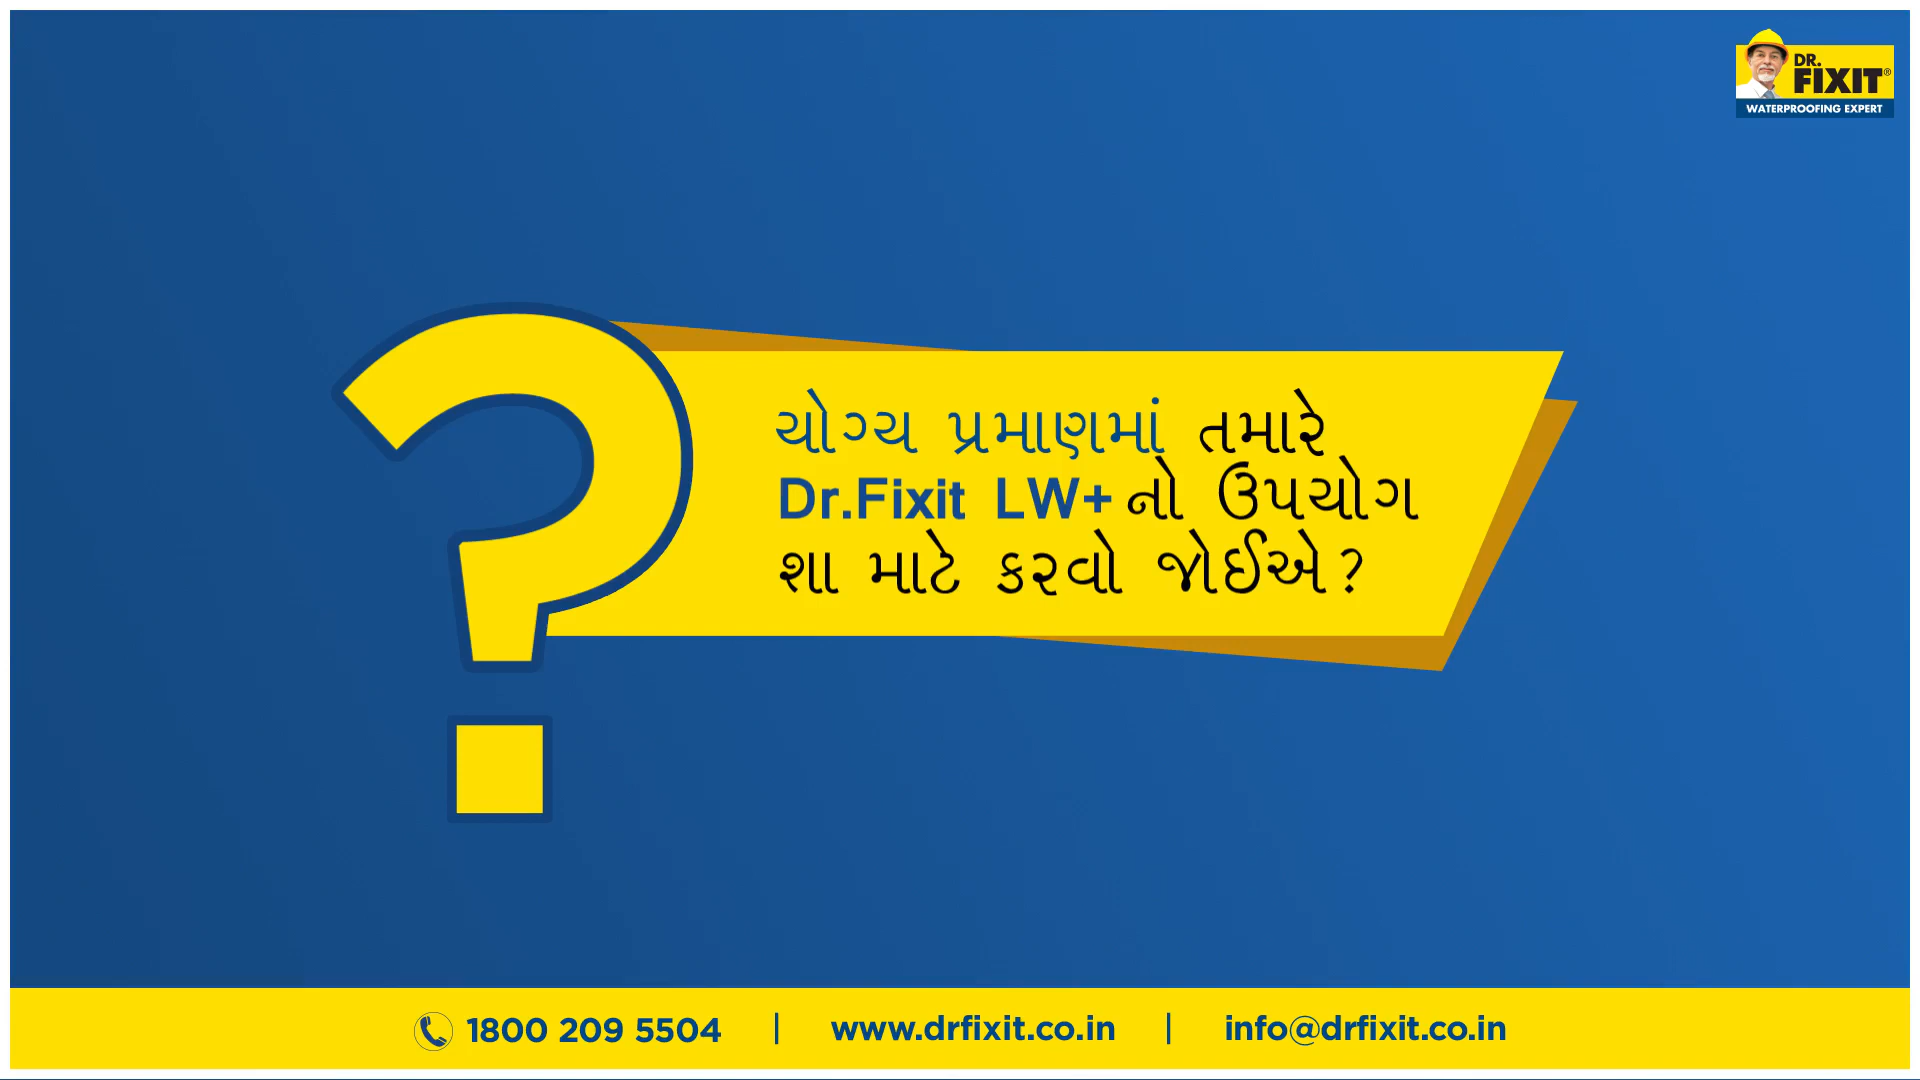 DR.
FIXIT®
WATERPROOFING EXPERT
યોગ્ય પ્રમાણમાં તમારે
Dr.Fixit LW+ નો ઉપયોગ
શા માટે કરવો જોઈએ?
1800 209 5504 | www.drfixit.co.in | info@drfixit.co.in